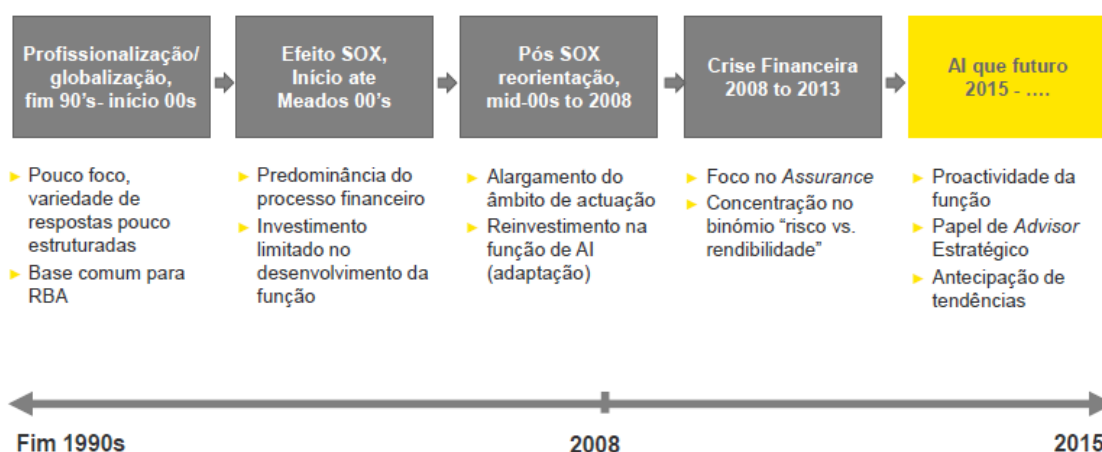 Profissionalização/
globalização,
fim 90's- início 00s
Efeito SOX,
Início ate
Meados 00's
Pós SOX
reorientação,
mid-00s to 2008
Crise Financeira
2008 to 2013
AI que futuro
2015 - ....
Pouco foco,
variedade de
respostas pouco
estruturadas
Base comum para
RBA
Predominância do
processo financeiro
Investimento
limitado no
desenvolvimento da
função
Alargamento do
âmbito de actuação
Reinvestimento na
função de AI
(adaptação)
Foco no Assurance
Concentração no
binómio “risco vs.
rendibilidade”
Proactividade da
função
Papel de Advisor
Estratégico
Antecipação de
tendências
Fim 1990s
2008
2015